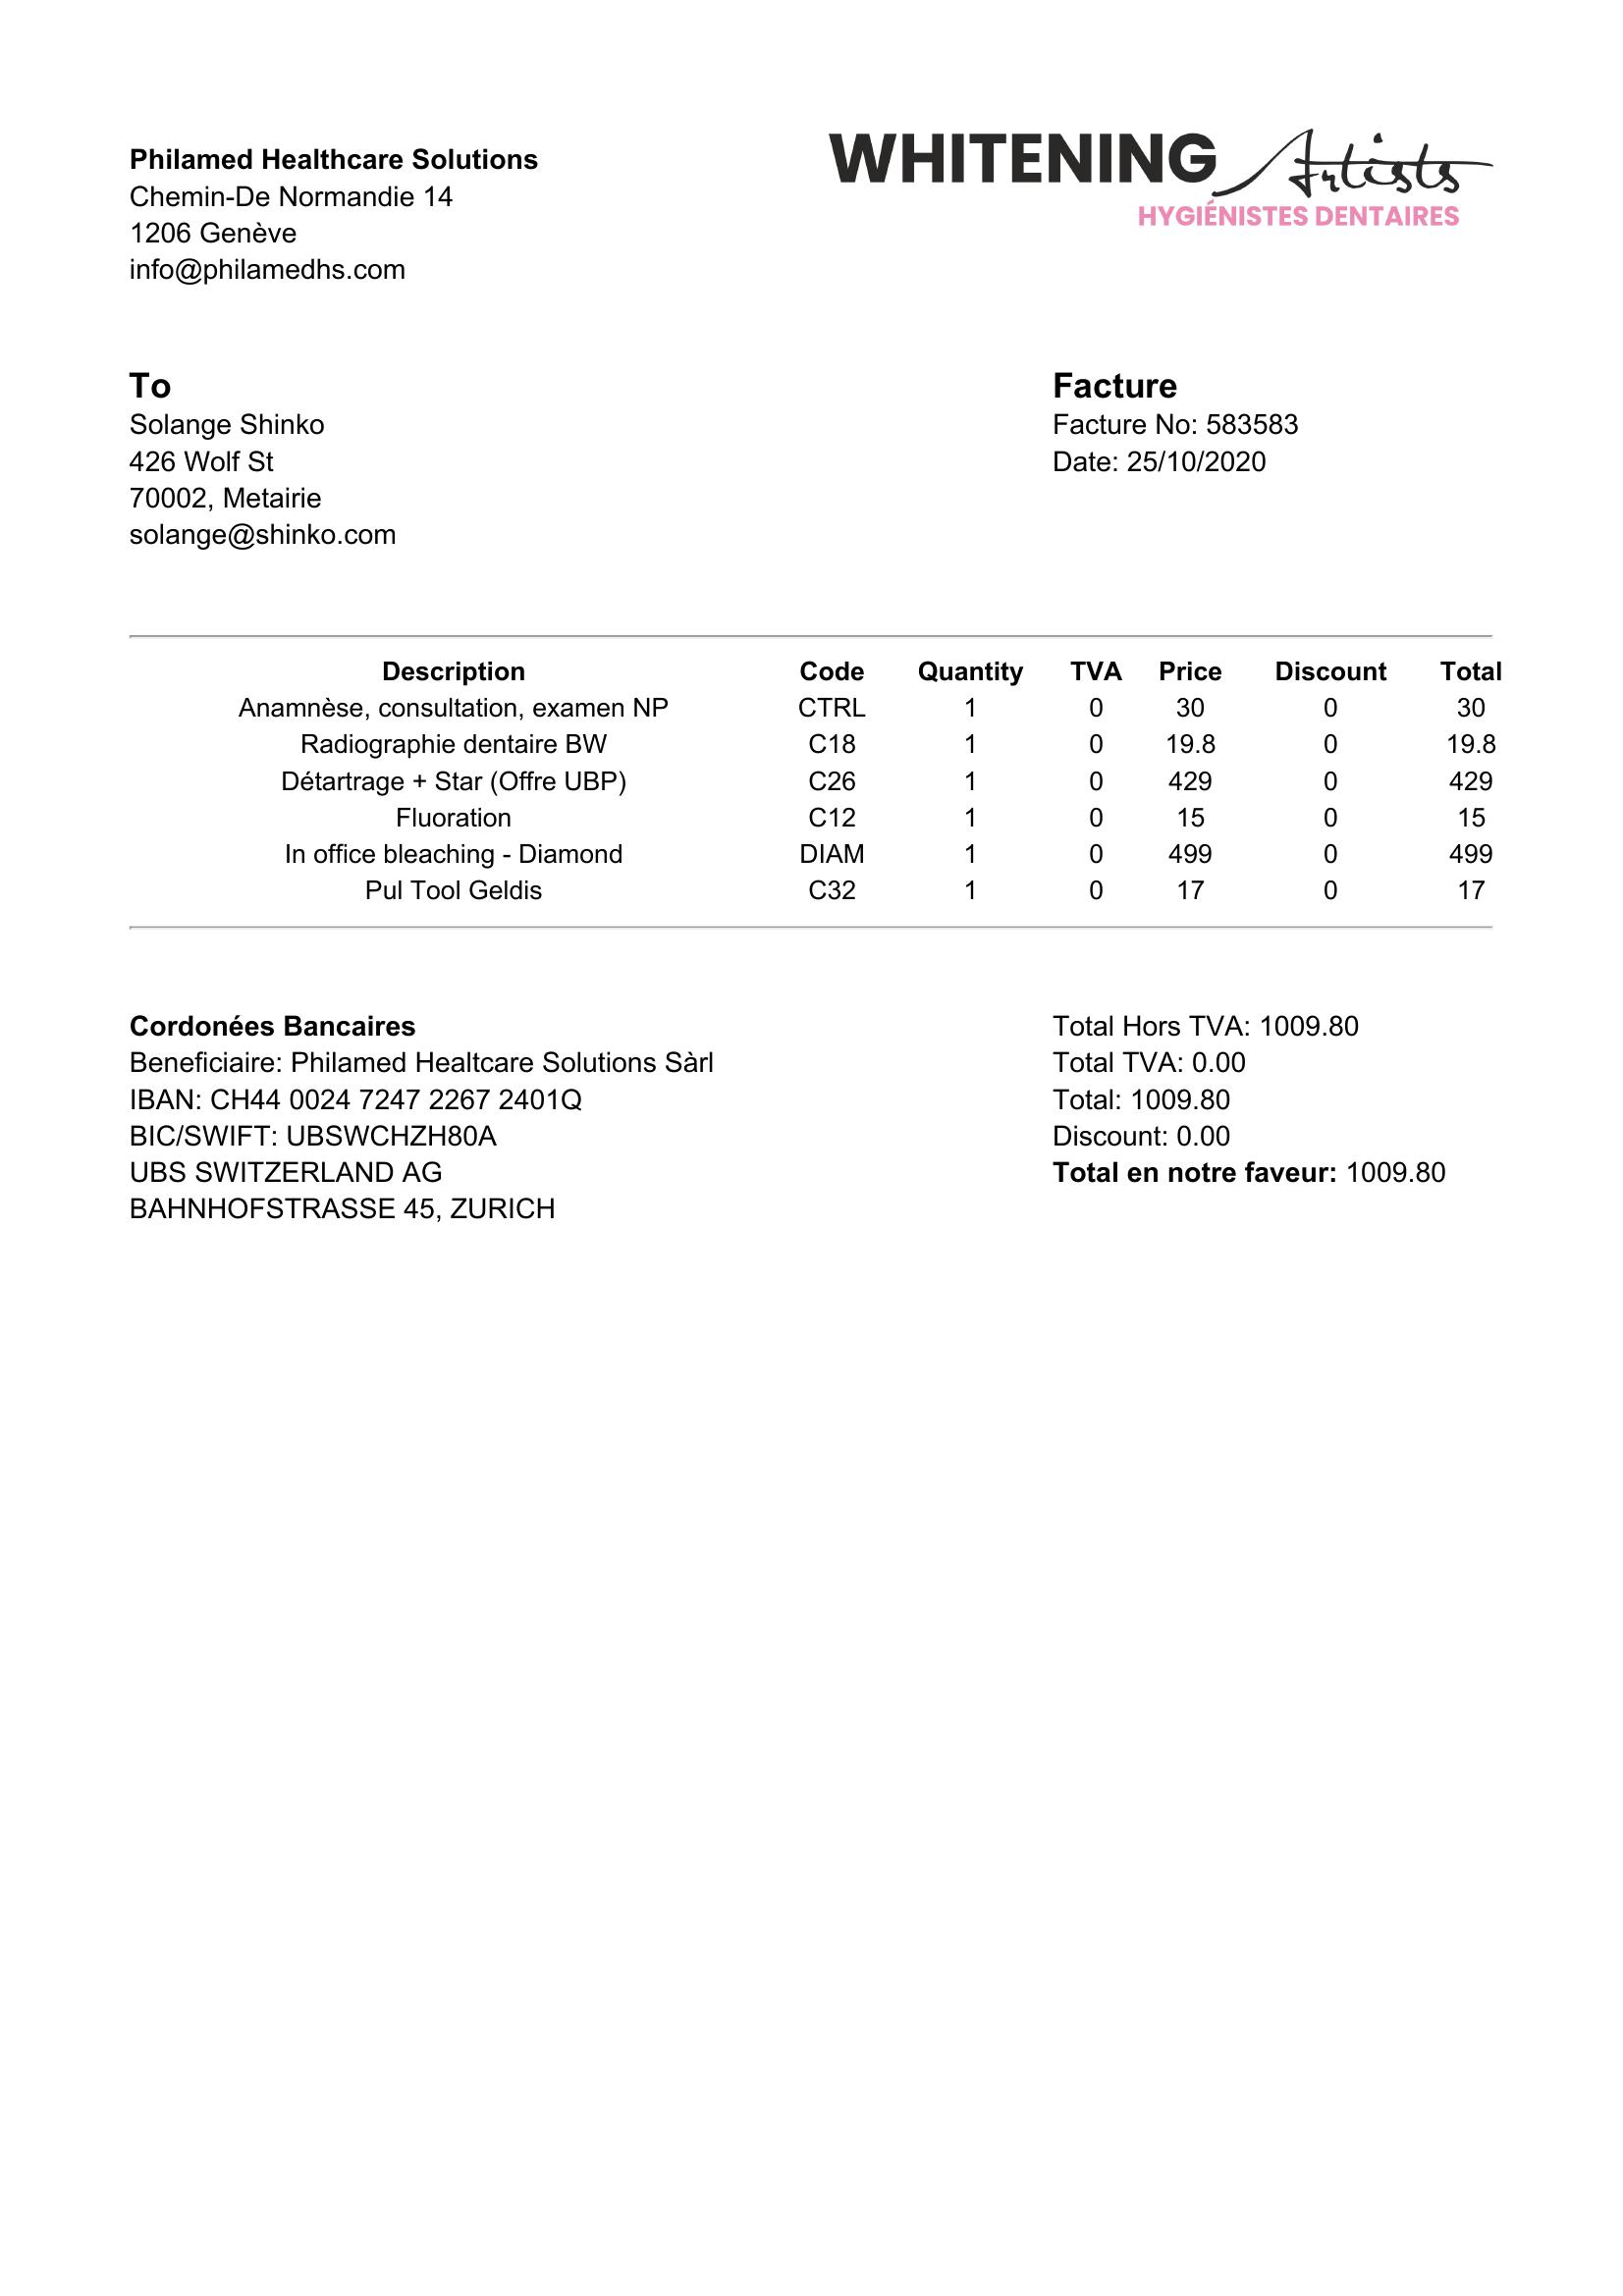 Philamed Healthcare Solutions
Chemin-De Normandie 14
1206 Genève
info@philamedhs.com
WHITENING Artists
HYGIÉNISTES DENTAIRES
To
Solange Shinko
426 Wolf St
70002, Metairie
solange@shinko.com
Facture
Facture No: 583583
Date: 25/10/2020
Description Code Quantity TVA Price Discount Total
Anamnèse, consultation, examen NP CTRL 1 0 30 0 30
Radiographie dentaire BW C18 1 0 19.8 0 19.8
Détartrage + Star (Offre UBP) C26 1 0 429 0 429
Fluoration C12 1 0 15 0 15
In office bleaching - Diamond DIAM 1 0 499 0 499
Pul Tool Geldis C32 1 0 17 0 17
Cordonées Bancaires
Beneficiaire: Philamed Healtcare Solutions Sàrl
IBAN: CH44 0024 7247 2267 2401Q
BIC/SWIFT: UBSWCHZH80A
UBS SWITZERLAND AG
BAHNHOFSTRASSE 45, ZURICH
Total Hors TVA: 1009.80
Total TVA: 0.00
Total: 1009.80
Discount: 0.00
Total en notre faveur: 1009.80